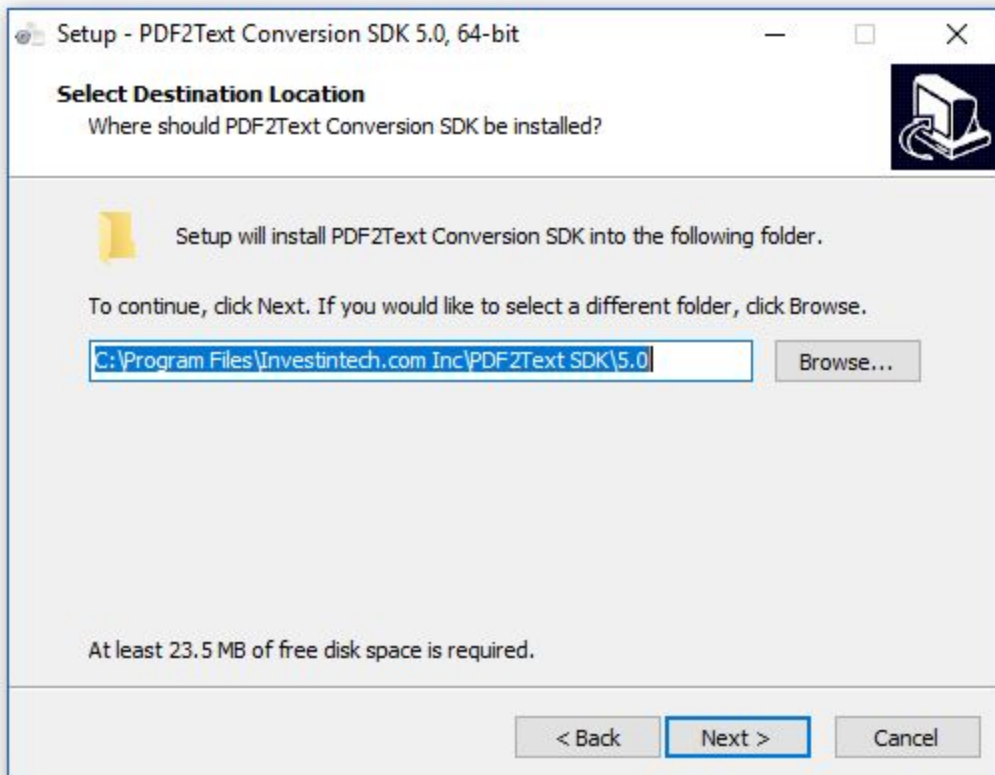 Setup - PDF2Text Conversion SDK 5.0, 64-bit
Select Destination Location
Where should PDF2Text Conversion SDK be installed?
Setup will install PDF2Text Conversion SDK into the following folder.
To continue, click Next. If you would like to select a different folder, click Browse.
C:\Program Files\Investintech.com Inc\PDF2Text SDK\5.0
Browse...
At least 23.5 MB of free disk space is required.
< Back
Next >
Cancel